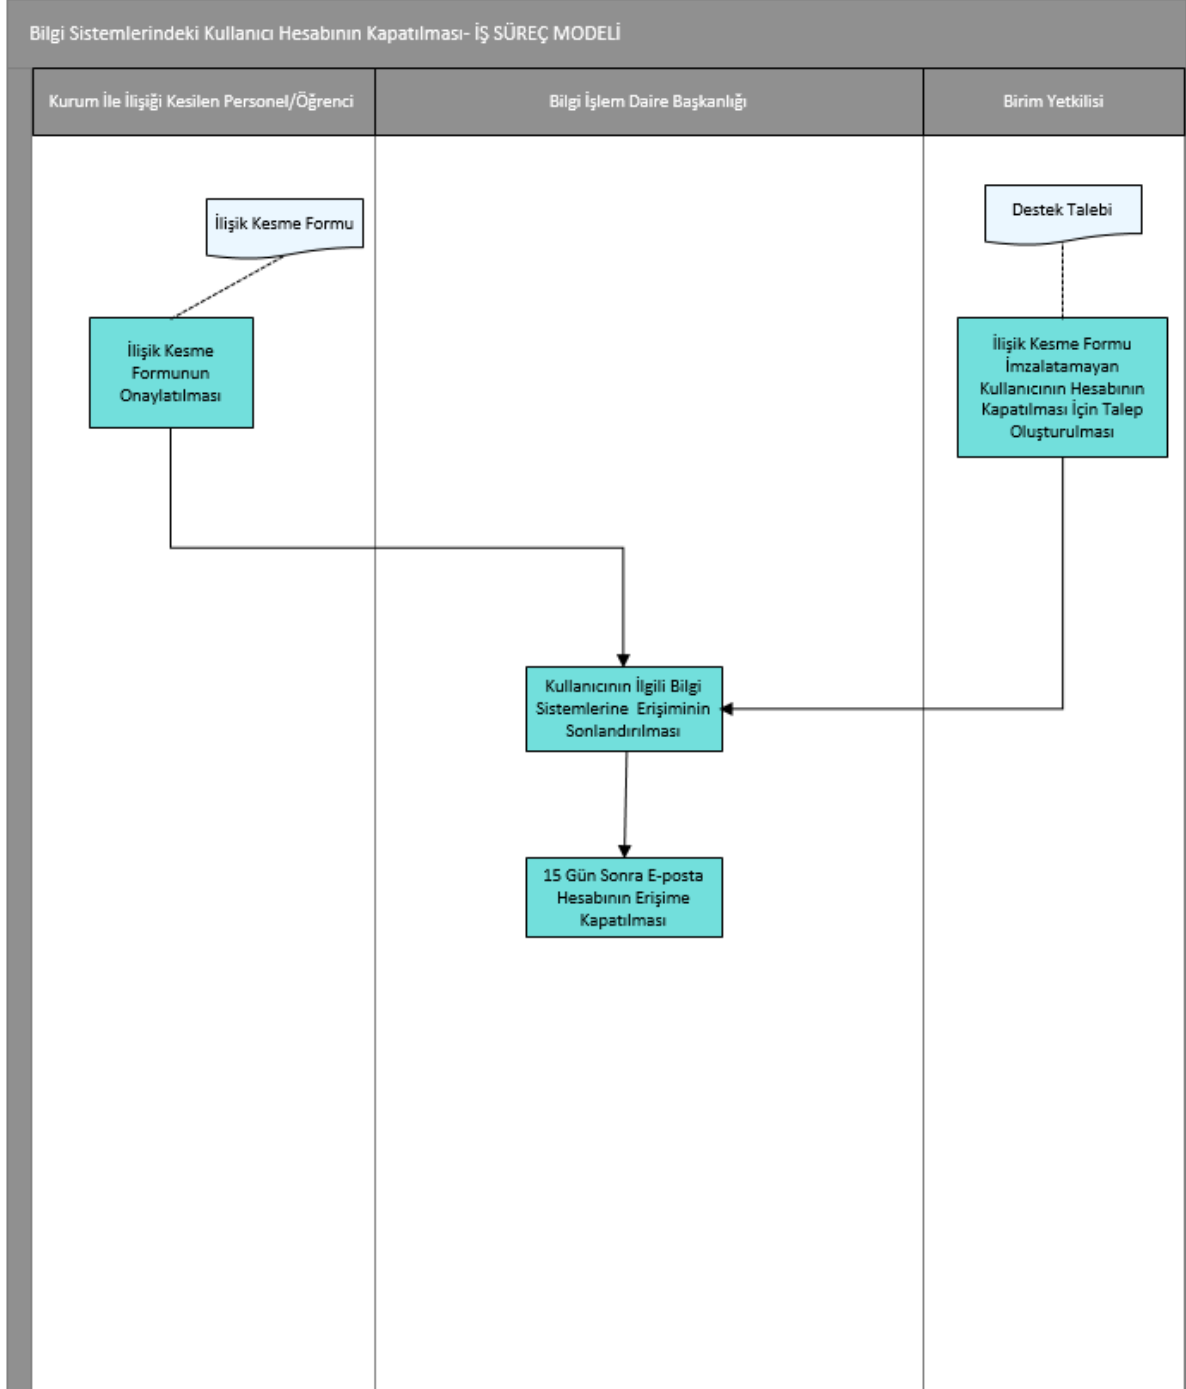 Bilgi Sistemlerindeki Kullanıcı Hesabının Kapatılması- İŞ SÜREÇ MODELİ
Kurum İle İlişiği Kesilen Personel/Öğrenci
Bilgi İşlem Daire Başkanlığı
Birim Yetkilisi
İlişik Kesme Formu
Destek Talebi
İlişik Kesme
Formunun
Onaylatılması
İlişik Kesme Formu
İmzalatamayan
Kullanıcının Hesabının
Kapatılması İçin Talep
Oluşturulması
Kullanıcının İlgili Bilgi
Sistemlerine Erişiminin
Sonlandırılması
15 Gün Sonra E-posta
Hesabının Erişime
Kapatılması